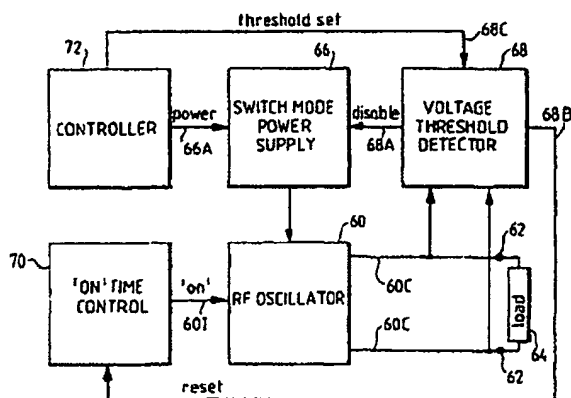 threshold set
72
66
68C
68
CONTROLLER
power
66A
SWITCH MODE
POWER
SUPPLY
disable
68A
VOLTAGE
THRESHOLD
DETECTOR
68B
60
62
70
'ON' TIME
CONTROL
'on'
60I
RF OSCILLATOR
60C
60C
load
64
62
reset